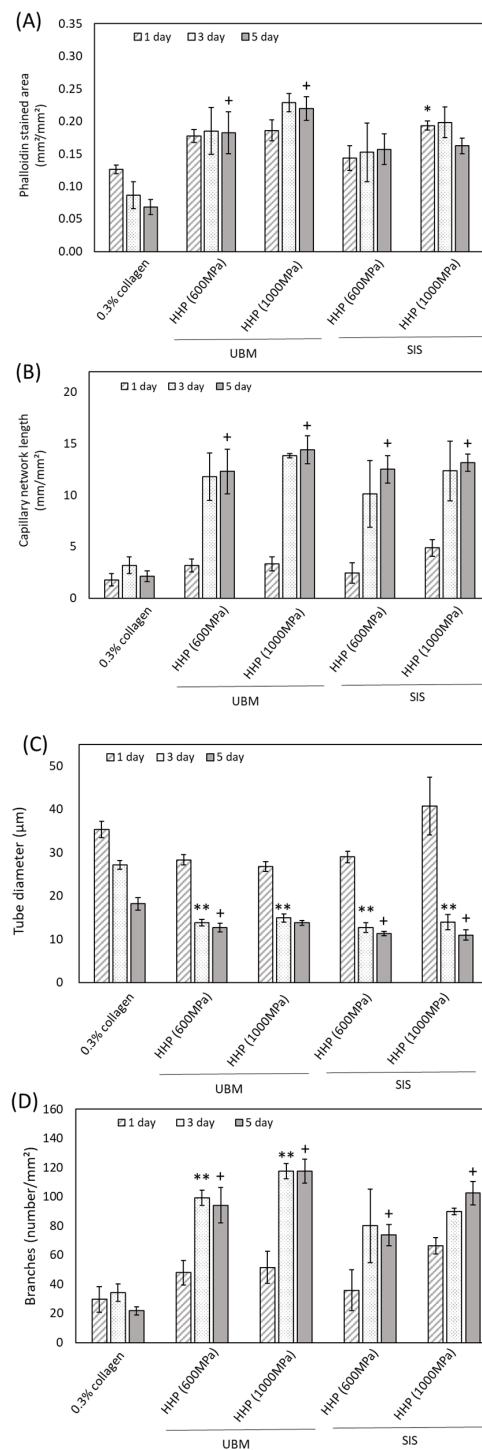 (A)
Phalloidin stained area
(mm²/mm²)
0.35
0.30
0.25
0.20
0.15
0.10
0.05
0.00
1 day 3 day 5 day
+
+
*
0.3% collagen
HHP (600MPa)
HHP (1000MPa)
HHP (600MPa)
HHP (1000MPa)
UBM SIS
(B)
Capillary network length
(mm/mm²)
20
15
10
5
0
1 day 3 day 5 day
+
+
+
+
0.3% collagen
HHP (600MPa)
HHP (1000MPa)
HHP (600MPa)
HHP (1000MPa)
UBM SIS
(C)
Tube diameter (μm)
50
40
30
20
10
0
1 day 3 day 5 day
** +
**
** +
** +
0.3% collagen
HHP (600MPa)
HHP (1000MPa)
HHP (600MPa)
HHP (1000MPa)
UBM SIS
(D)
Branches (number/mm²)
160
140
120
100
80
60
40
20
0
1 day 3 day 5 day
** +
** +
+
+
0.3% collagen
HHP (600MPa)
HHP (1000MPa)
HHP (600MPa)
HHP (1000MPa)
UBM SIS